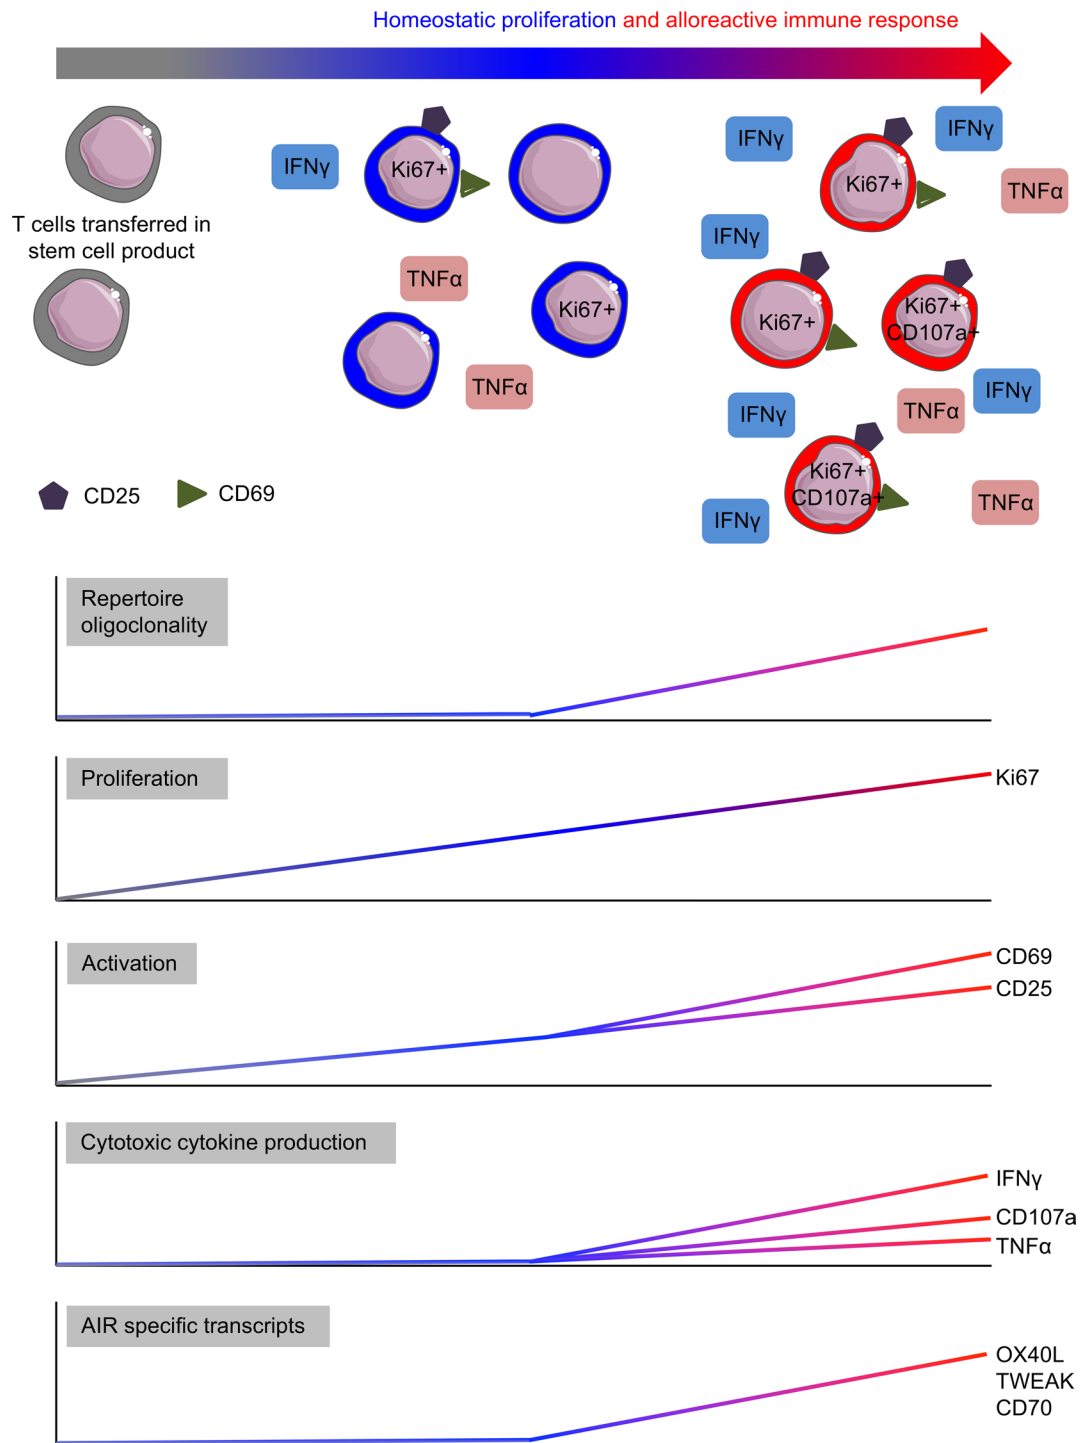 Homeostatic proliferation and alloreactive immune response
T cells transferred in
stem cell product
IFNγ
Ki67+
TNFα
Ki67+
TNFα
IFNγ
IFNγ
Ki67+
TNFα
IFNγ
Ki67+
Ki67+
CD107a+
IFNγ
TNFα
IFNγ
Ki67+
CD107a+
IFNγ
TNFα
CD25
CD69
Repertoire
oligoclonality
Proliferation
Ki67
Activation
CD69
CD25
Cytotoxic cytokine production
IFNγ
CD107a
TNFα
AIR specific transcripts
OX40L
TWEAK
CD70